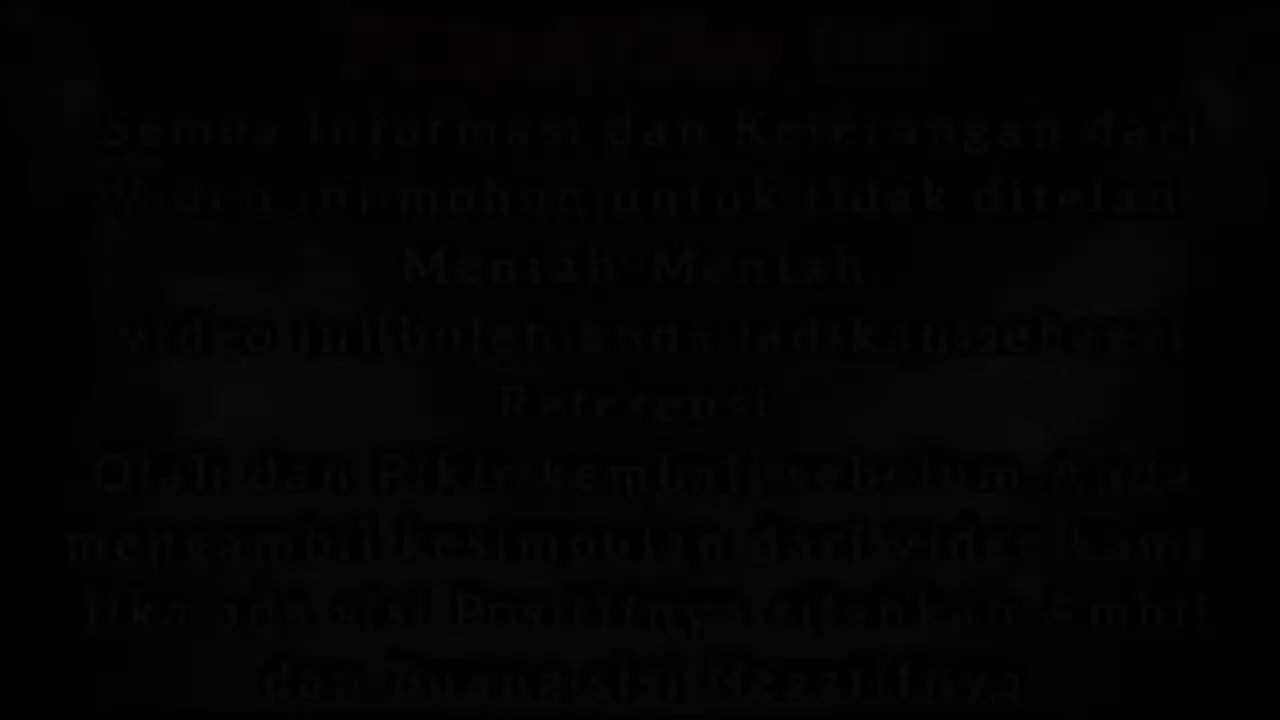 Semua Informasi dan Keterangan dari
Video ini mohon untuk tidak ditelan
Mentah-Mentah
video ini boleh Anda jadikan sebagai
Referensi
Olah dan Pikir kembali sebelum Anda
mengambil kesimpulan dari video kami
Jika ada sisi Positifnya silahkan Ambil
dan Buang sisi Negatifnya